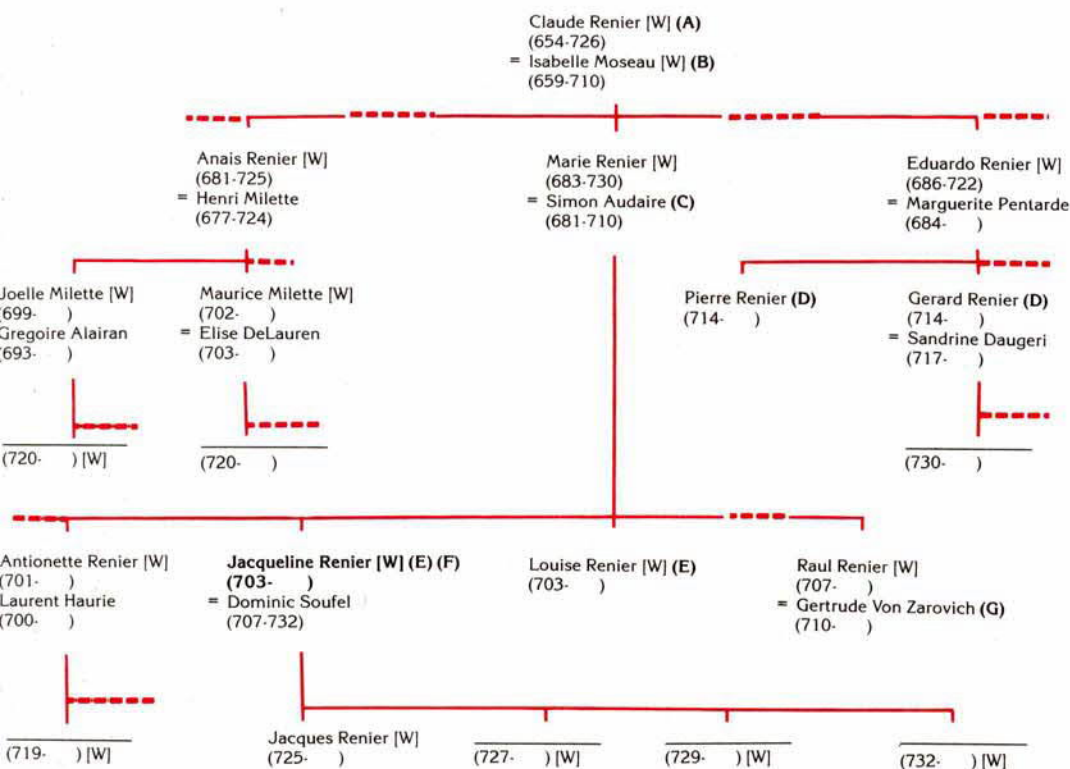 Claude Renier [W] (A)
(654-726)
= Isabelle Moseau [W] (B)
(659-710)
Anais Renier [W]
(681-725)
= Henri Milette
(677-724)
Marie Renier [W]
(683-730)
= Simon Audaire (C)
(681-710)
Eduardo Renier [W]
(686-722)
= Marguerite Pentarde
(684- )
Joelle Milette [W]
(699- )
Gregoire Alairan
(693- )
(720- ) [W]
Maurice Milette [W]
(702- )
= Elise DeLauren
(703- )
(720- )
Pierre Renier (D)
(714- )
Gerard Renier (D)
(714- )
= Sandrine Daugeri
(717- )
(730- )
Antionette Renier [W]
(701- )
Laurent Haurie
(700- )
(719- ) [W]
Jacqueline Renier [W] (E) (F)
(703- )
= Dominic Soufel
(707-732)
Louise Renier [W] (E)
(703- )
Raul Renier [W]
(707- )
= Gertrude Von Zarovich (G)
(710- )
Jacques Renier [W]
(725- )
(727- ) [W]
(729- ) [W]
(732- ) [W]